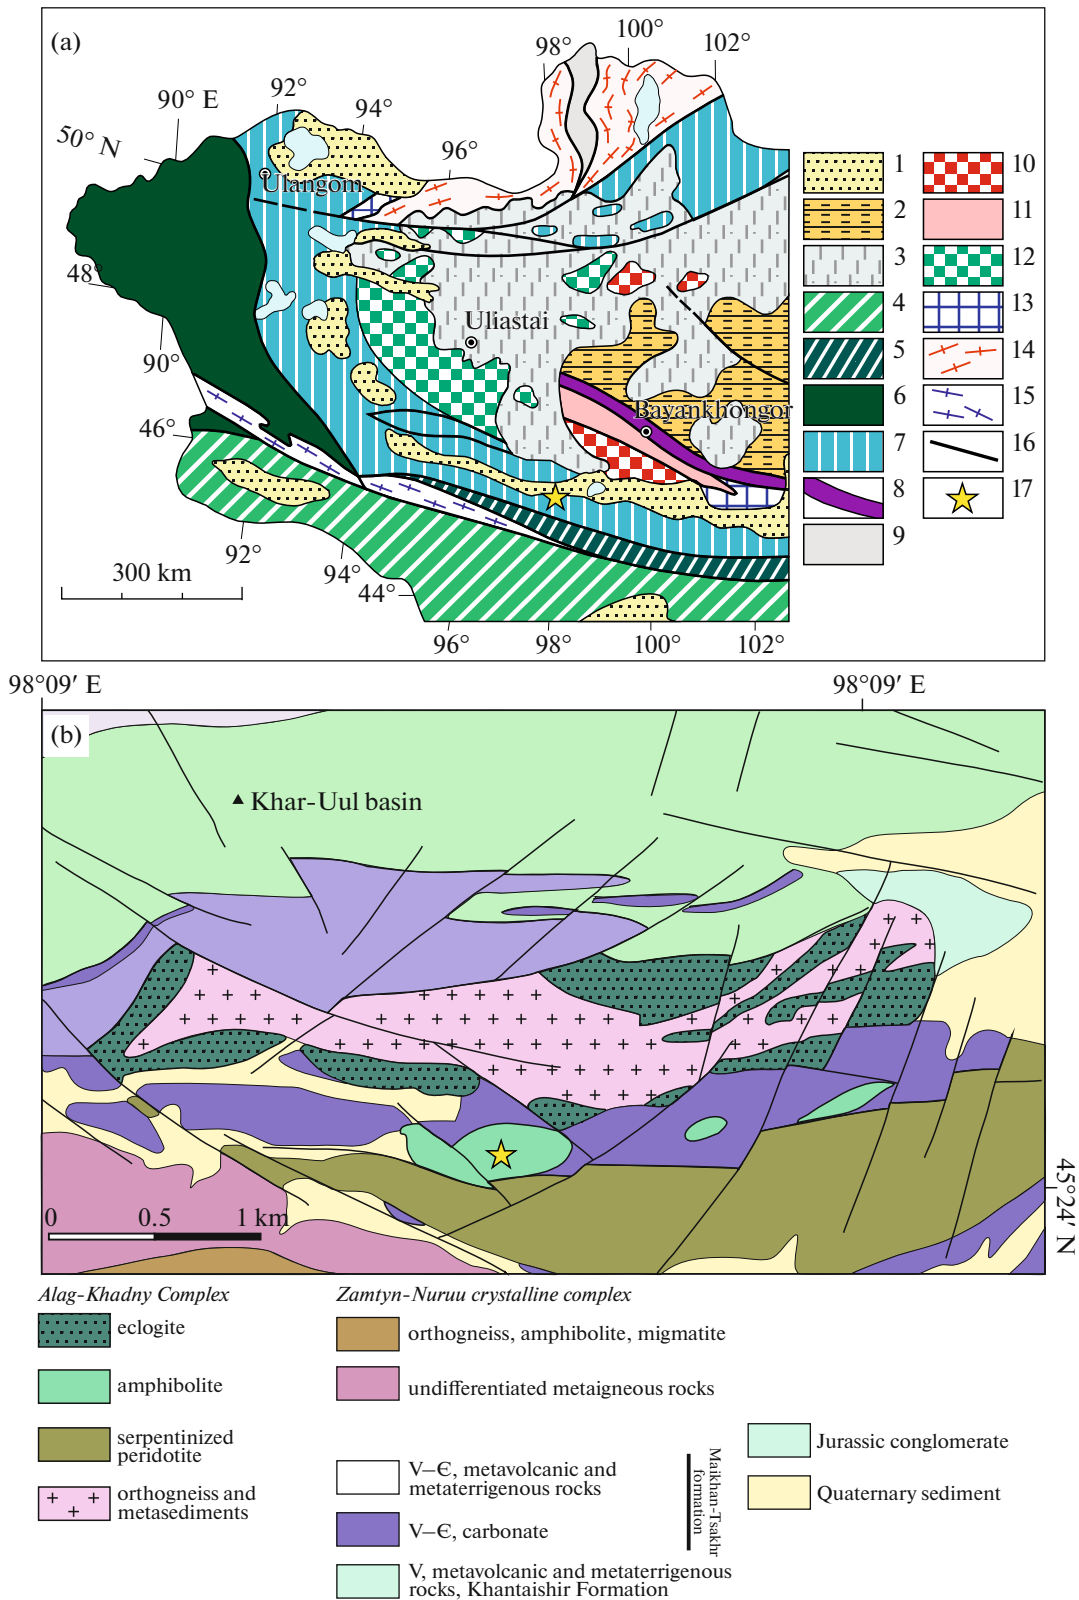 (a)
98°
100°
102°
92°
90° E
94°
50° N
96°
Ulangom
48°
Uliastai
90°
Bayankhongor
46°
92°
94°
300 km
44°
96°
98°
100°
102°
1
2
3
4
5
6
7
8
9
10
11
12
13
14
15
16
17
98°09′ E
98°09′ E
(b)
Khar-Uul basin
45°24′ N
0
0.5
1 km
Alag-Khadny Complex
eclogite
amphibolite
serpentinized
peridotite
orthogneiss and
metasediments
Zamtyn-Nuruu crystalline complex
orthogneiss, amphibolite, migmatite
undifferentiated metaigneous rocks
V–Є, metavolcanic and
metaterrigenous rocks
V–Є, carbonate
V, metavolcanic and metaterrigenous
rocks, Khantaishir Formation
Maikhan-Tsakhr
formation
Jurassic conglomerate
Quaternary sediment